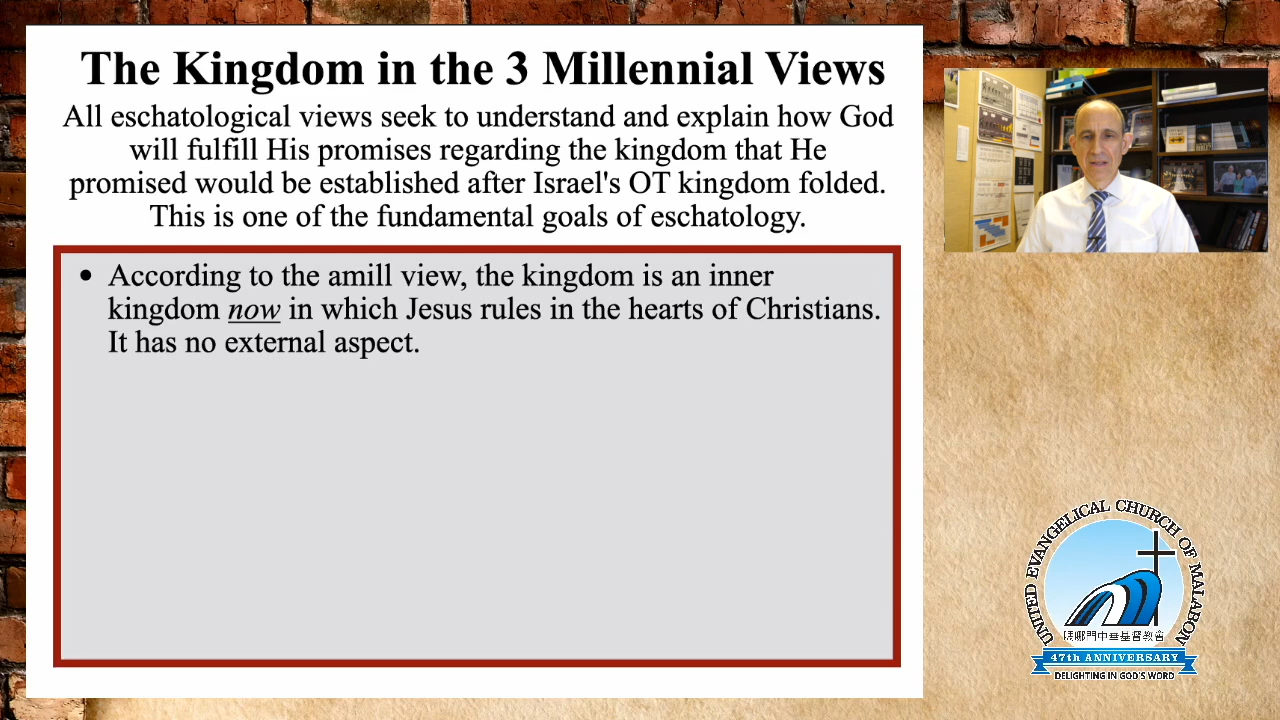 The Kingdom in the 3 Millennial Views
All eschatological views seek to understand and explain how God
will fulfill His promises regarding the kingdom that He
promised would be established after Israel's OT kingdom folded.
This is one of the fundamental goals of eschatology.
• According to the amill view, the kingdom is an inner
kingdom now in which Jesus rules in the hearts of Christians.
It has no external aspect.
UNITED EVANGELICAL CHURCH OF MALABON
47th ANNIVERSARY
DELIGHTING IN GOD'S WORD